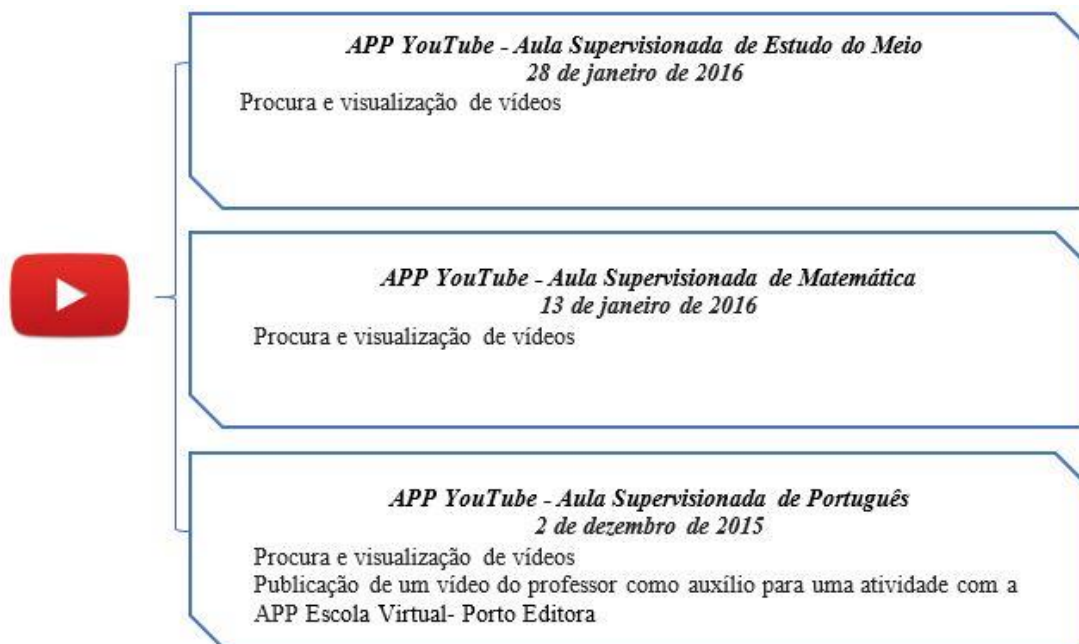 APP YouTube - Aula Supervisionada de Estudo do Meio
28 de janeiro de 2016
Procura e visualização de vídeos
APP YouTube - Aula Supervisionada de Matemática
13 de janeiro de 2016
Procura e visualização de vídeos
APP YouTube - Aula Supervisionada de Português
2 de dezembro de 2015
Procura e visualização de vídeos
Publicação de um vídeo do professor como auxílio para uma atividade com a
APP Escola Virtual- Porto Editora